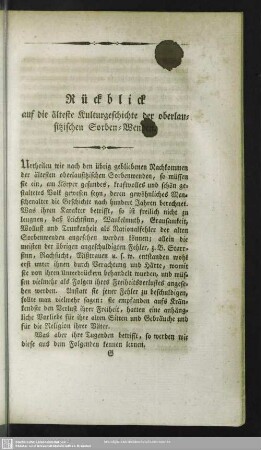 Rückblick
auf die älteste Kulturgeschichte der oberlau-
sitzischen Sorben-Wen
Urtheilen wir nach den übrig gebliebenen Nachkommen
der ältesten oberlausitzischen Sorbenwenden, so müssen
sie ein, am Körper gesundes, kraftvolles und schön ge-
staltetes Volk gewesen seyn, deren gewöhnliches Men-
schenalter die Geschichte nach hundert Jahren berechnet.
Was ihren Karakter betrifft, so ist freilich nicht zu
leugnen, daß Leichtsinn, Wankelmuth, Grausamkeit,
Wollust und Trunkenheit als Nationalfehler der alten
Sorbenwenden angesehen werden können; allein die
meisten der übrigen angeschuldigten Fehler, z. B. Starr-
sinn, Rachsucht, Mißtrauen u. s. w. entstanden wohl
erst unter ihnen durch Verachtung und Härte, womit
sie von ihren Unterdrückern behandelt wurden, und müs-
sen vielmehr als Folgen ihres Freiheitsverlustes angese-
hen werden. Anstatt sie jener Fehler zu beschuldigen,
sollte man vielmehr sagen: sie empfanden aufs Krän-
kendste den Verlust ihrer Freiheit, hatten eine anhäng-
liche Vorliebe für ihre alten Sitten und Gebräuche und
für die Religion ihrer Väter.
Was aber ihre Tugenden betrifft, so werden wir
diese aus dem Folgenden kennen lernen.